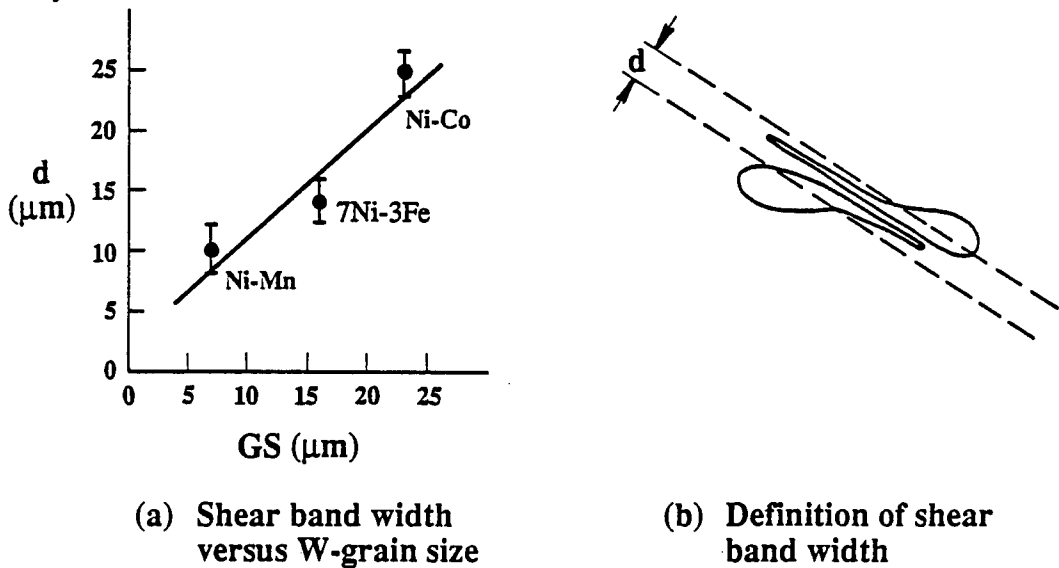 25
20
15
10
5
0
d
(µm)
Ni-Co
7Ni-3Fe
Ni-Mn
0 5 10 15 20 25
GS (µm)
(a) Shear band width
versus W-grain size
d
(b) Definition of shear
band width